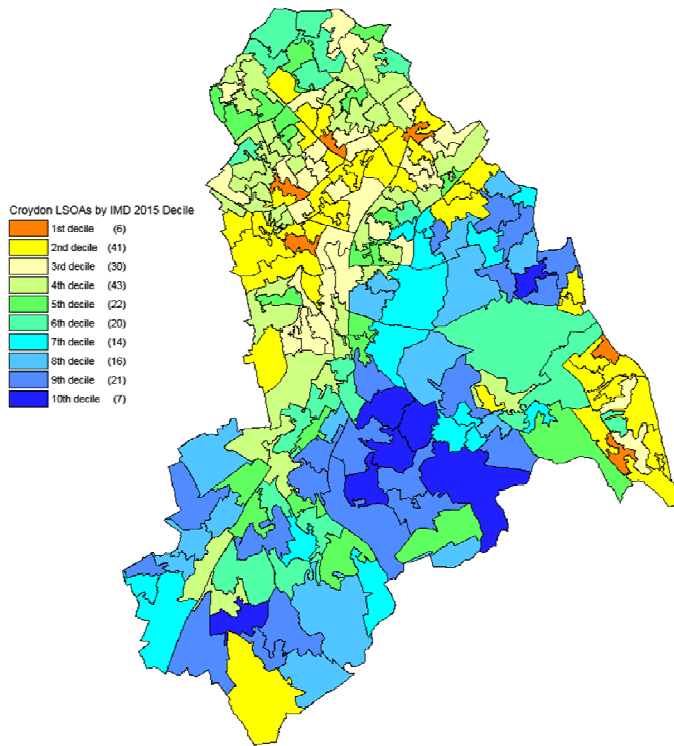 Croydon LSOAs by IMD 2015 Decile
1st decile (6)
2nd decile (41)
3rd decile (30)
4th decile (43)
5th decile (22)
6th decile (20)
7th decile (14)
8th decile (16)
9th decile (21)
10th decile (7)